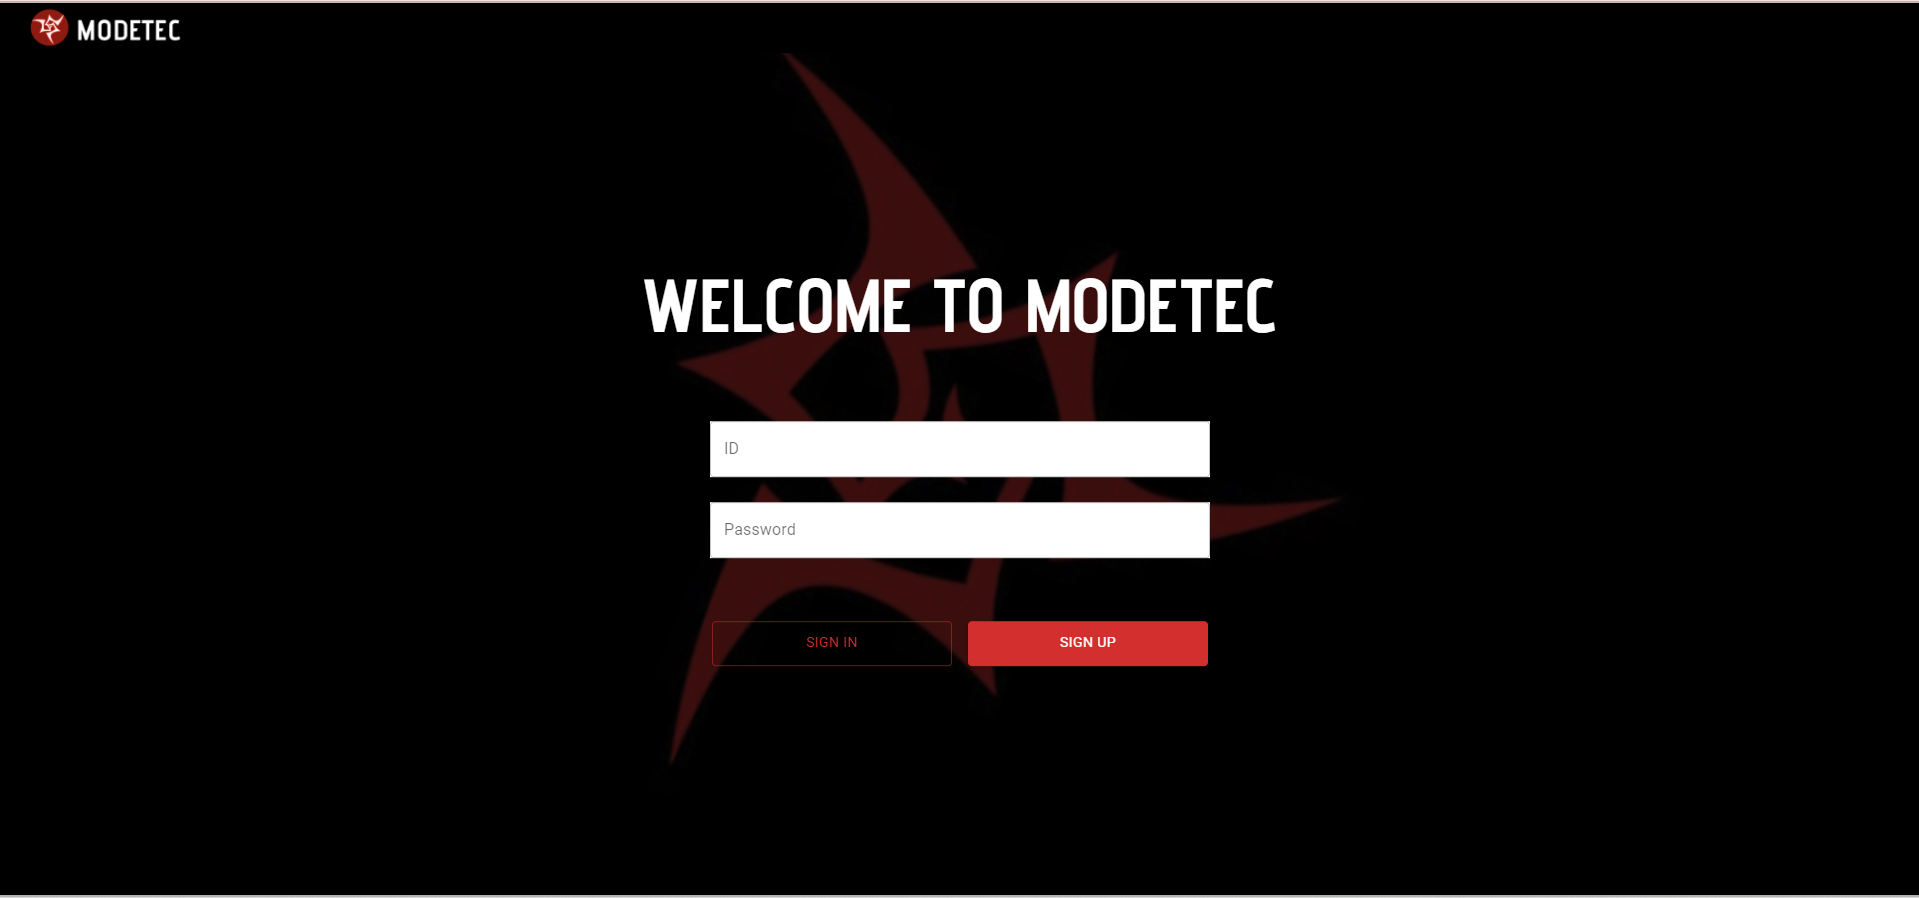 MODETEC
WELCOME TO MODETEC
ID
Password
SIGN IN
SIGN UP